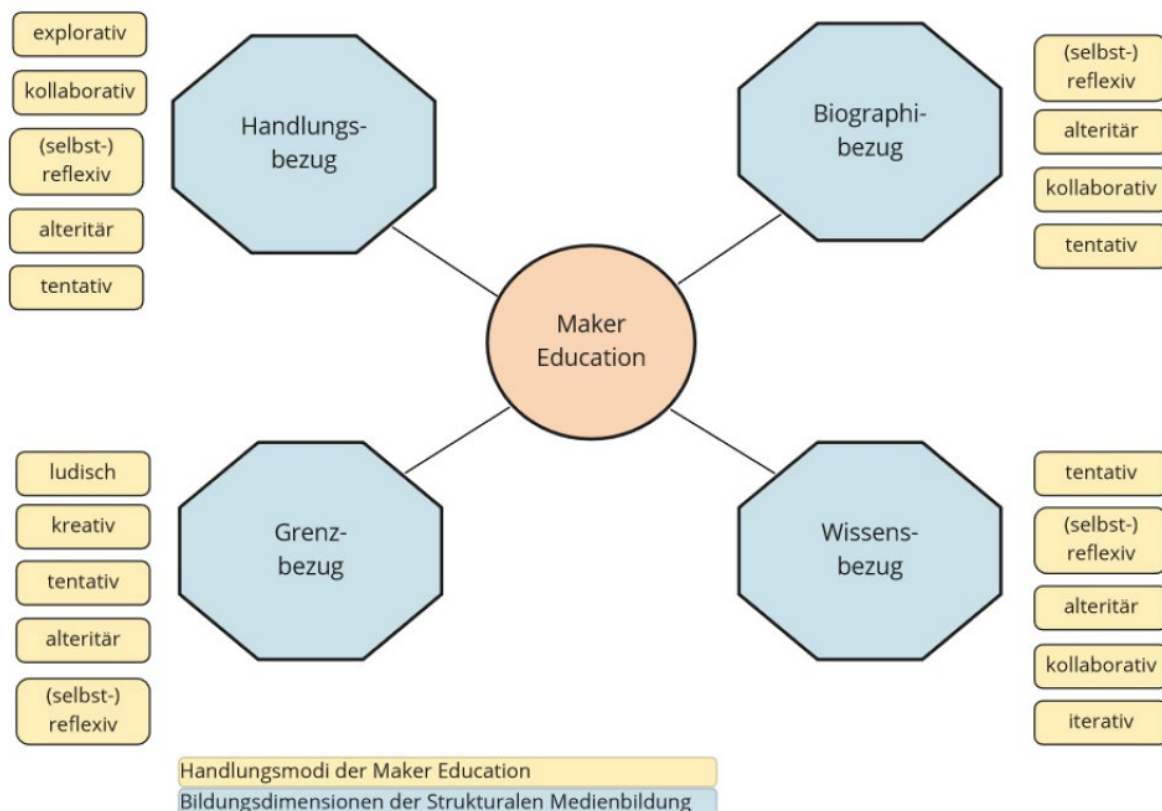 explorativ
kollaborativ
(selbst-)
reflexiv
alteritär
tentativ
Handlungs-
bezug
Biographi-
bezug
(selbst-)
reflexiv
alteritär
kollaborativ
tentativ
Maker
Education
ludisch
kreativ
tentativ
alteritär
(selbst-)
reflexiv
Grenz-
bezug
Wissens-
bezug
tentativ
(selbst-)
reflexiv
alteritär
kollaborativ
iterativ
Handlungsmodi der Maker Education
Bildungsdimensionen der Strukturalen Medienbildung